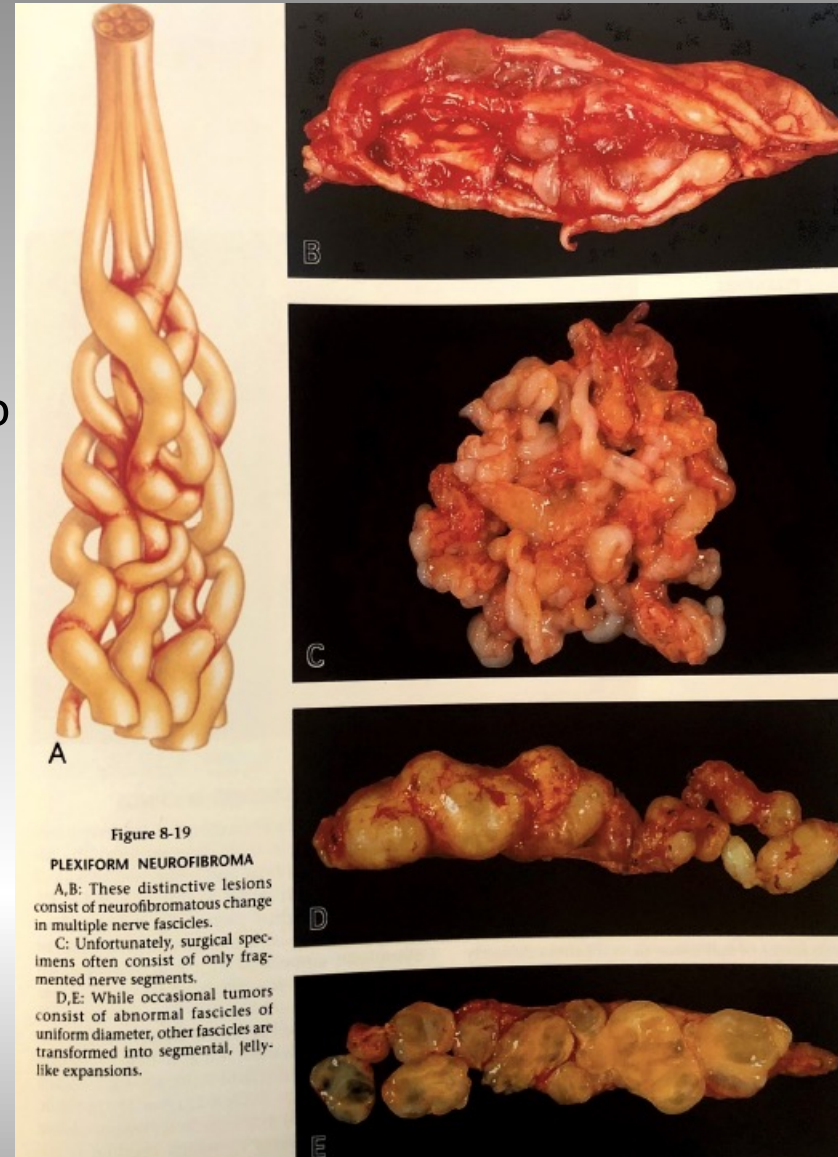 A
Figure 8-19
PLEXIFORM NEUROFIBROMA
A,B: These distinctive lesions
consist of neurofibromatous change
in multiple nerve fascicles.
C: Unfortunately, surgical spec-
imens often consist of only frag-
mented nerve segments.
D,E: While occasional tumors
consist of abnormal fascicles of
uniform diameter, other fascicles are
transformed into segmental, jelly-
like expansions.
B
C
D
E